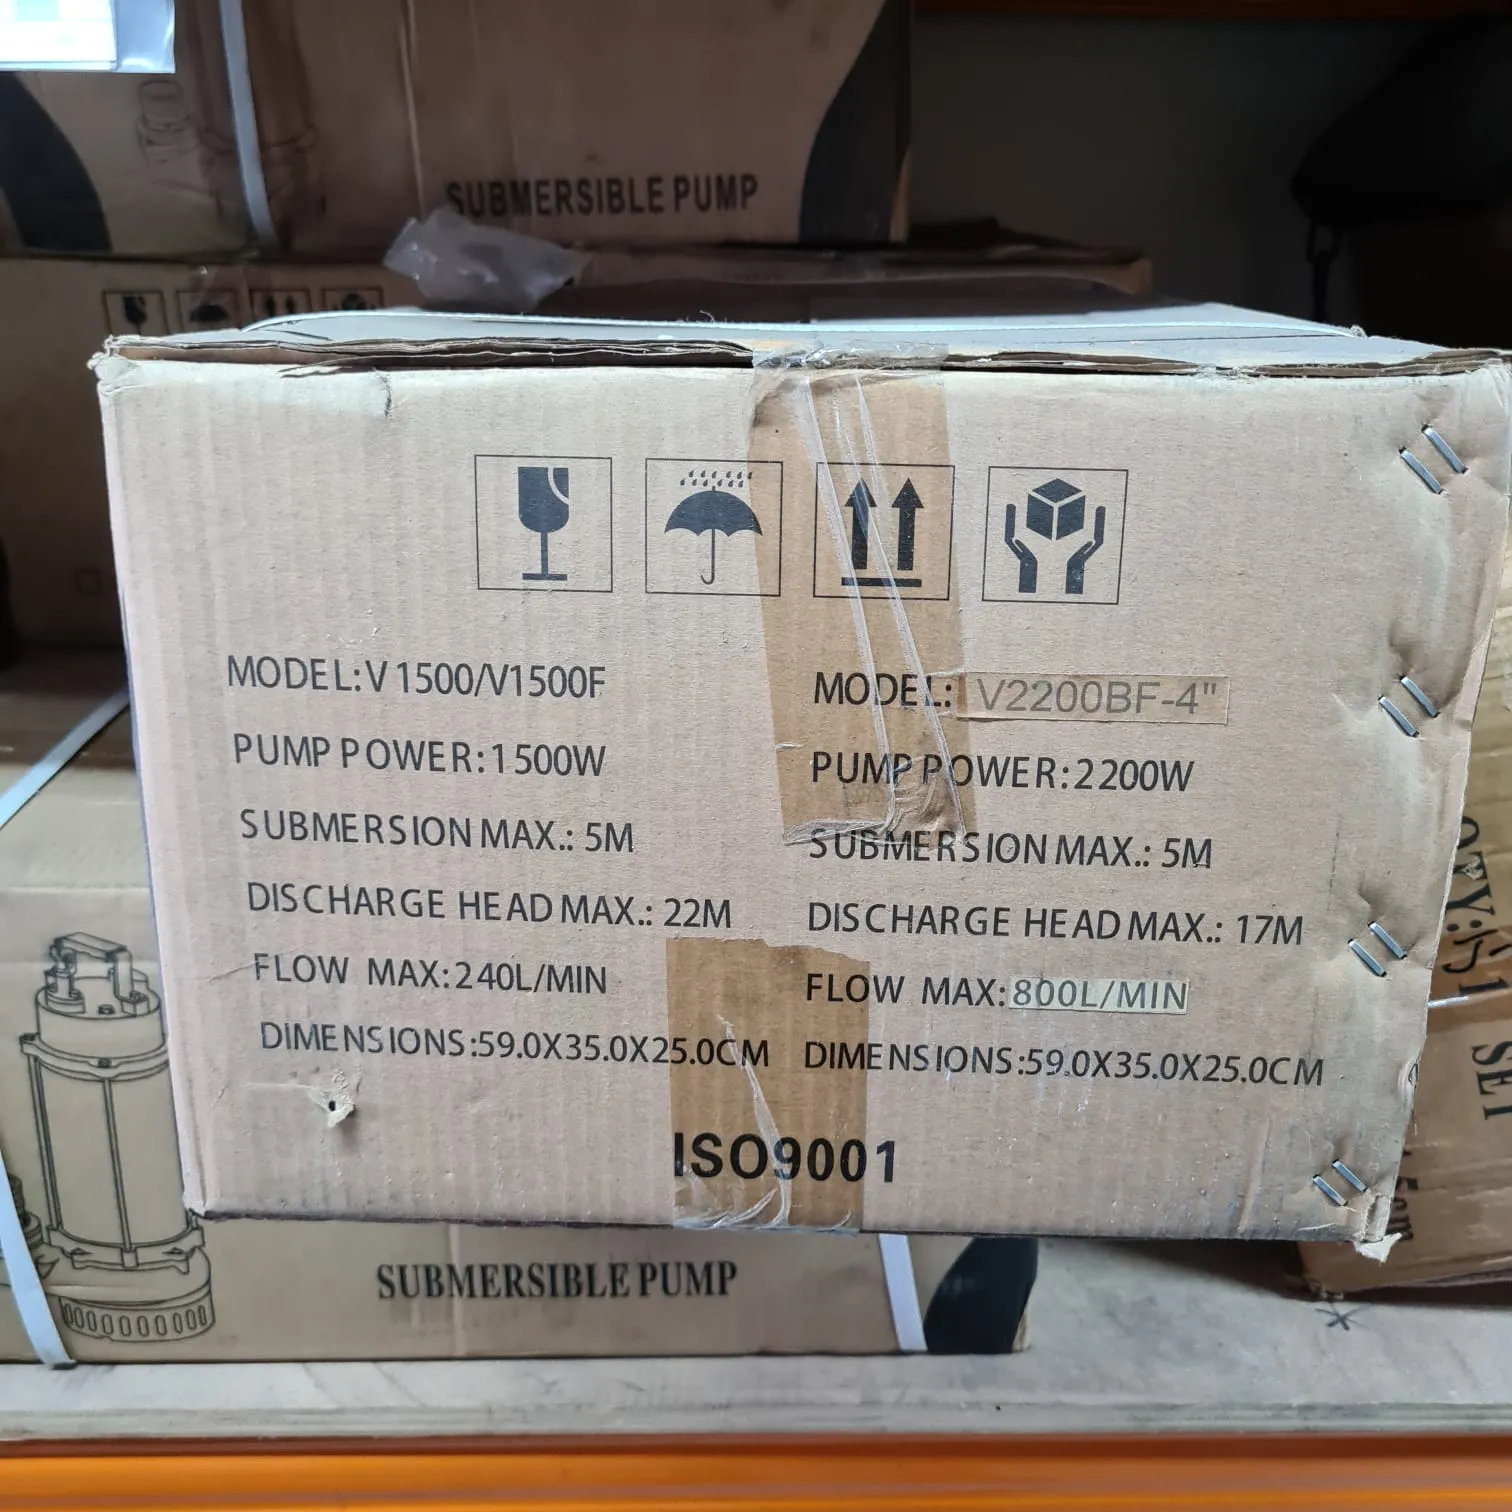 SUBMERSIBLE PUMP
MODEL:V1500/V1500F
PUMP POWER:1500W
SUBMERSION MAX.: 5M
DISCHARGE HEAD MAX.: 22M
FLOW MAX:240L/MIN
DIMENSIONS:59.0X35.0X25.0CM
MODEL: V2200BF-4"
PUMP POWER:2200W
SUBMERSION MAX.: 5M
DISCHARGE HEAD MAX.: 17M
FLOW MAX:800L/MIN
DIMENSIONS:59.0X35.0X25.0CM
ISO9001
SUBMERSIBLE PUMP
QTY:
SET